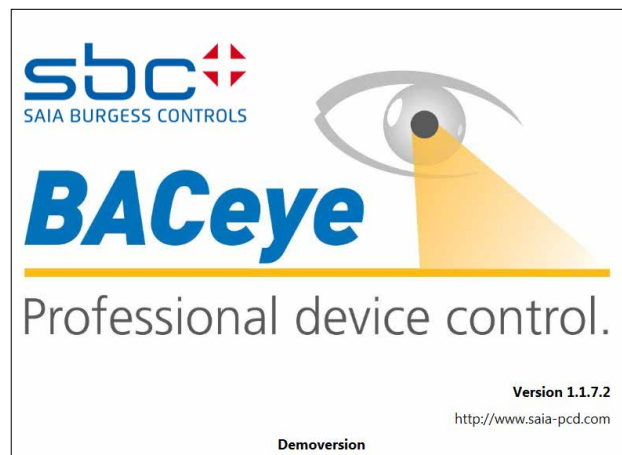 sbc
SAIA BURGESS CONTROLS
BACeye
Professional device control.
Version 1.1.7.2
http://www.saia-pcd.com
Demoversion